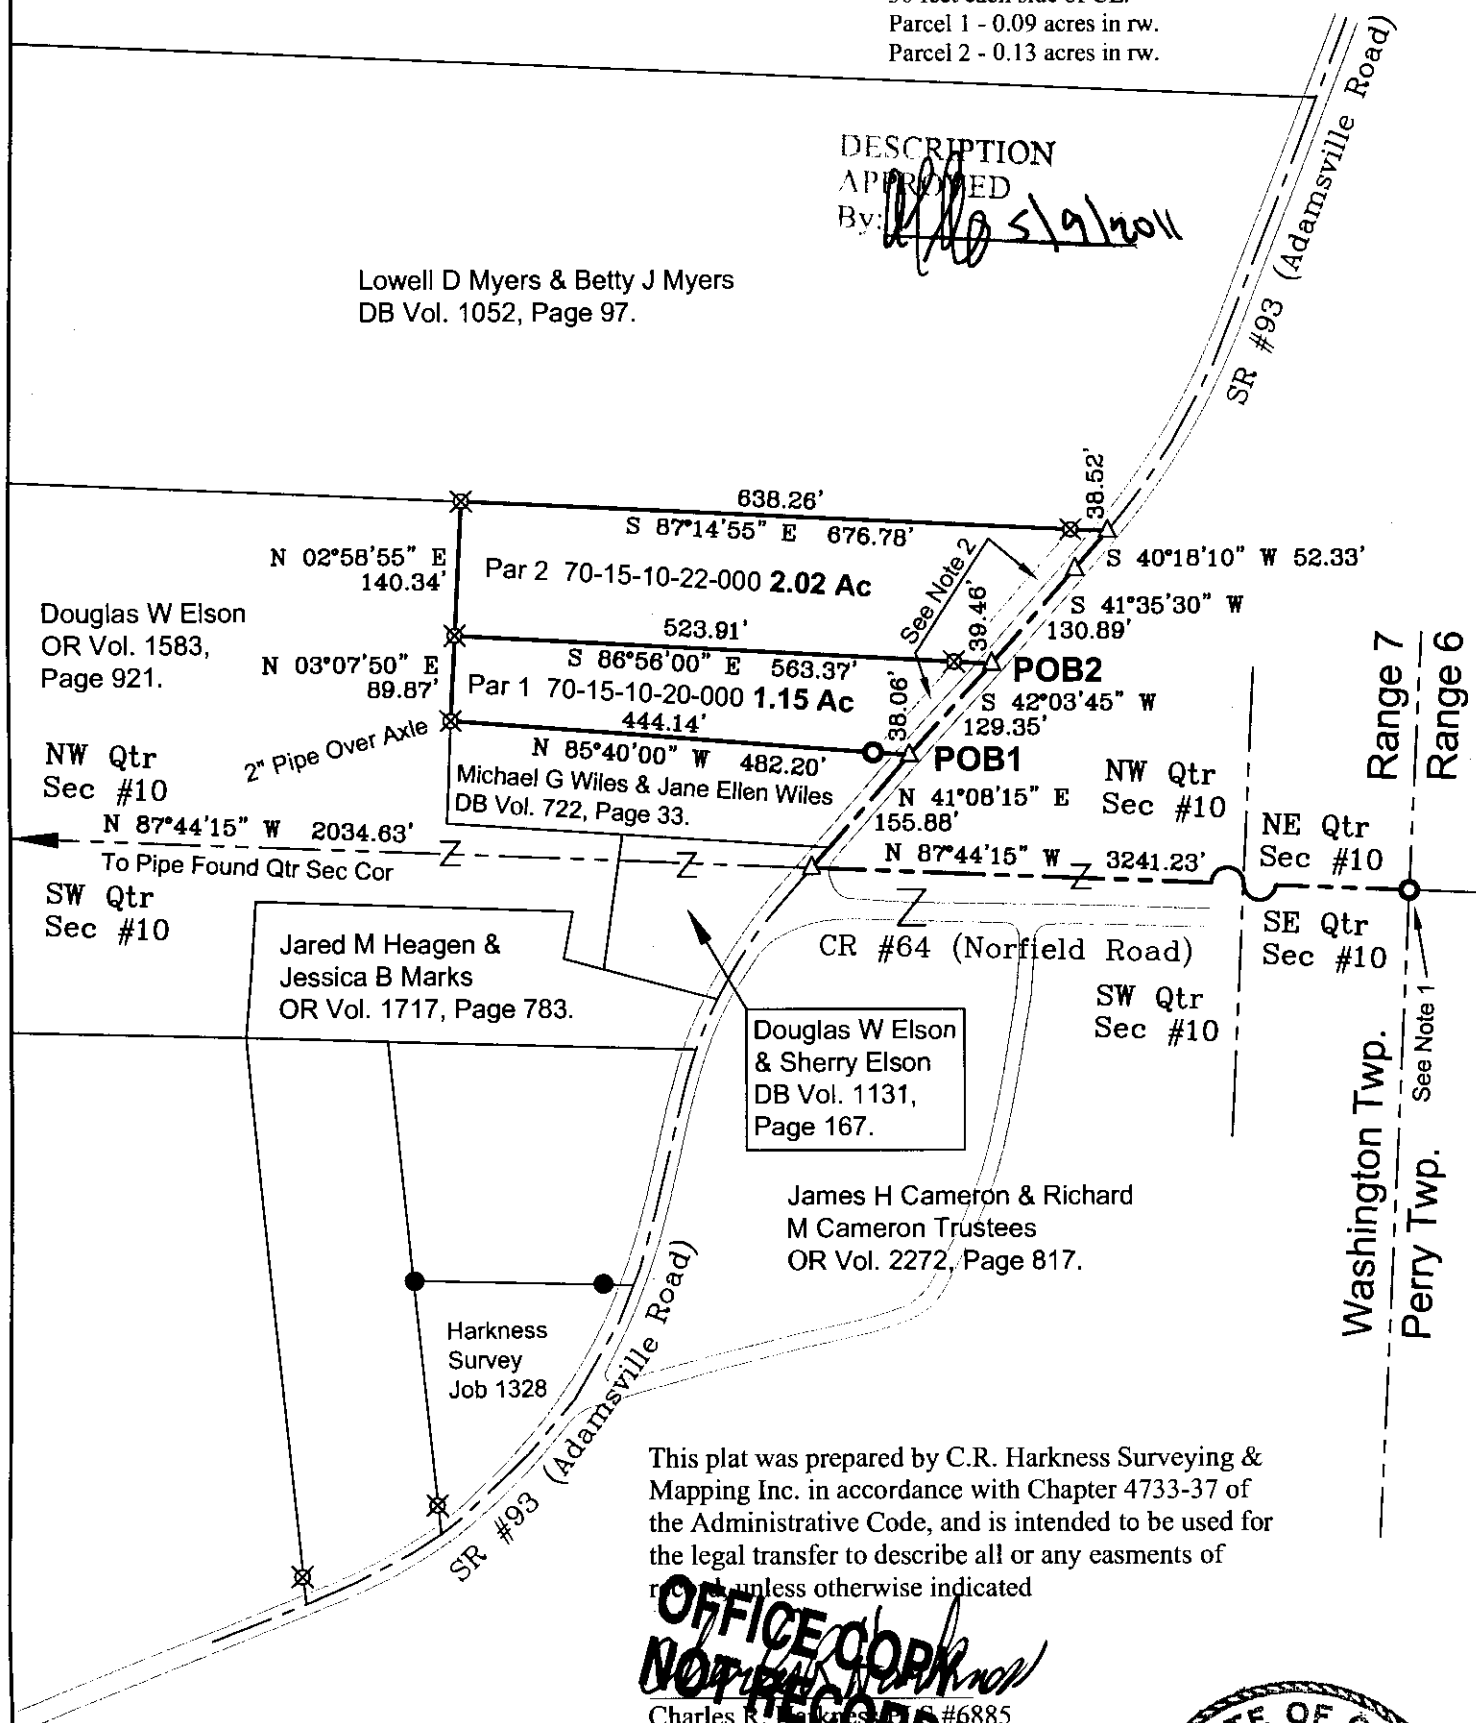 Parcel 1 - 0.09 acres in rw.
Parcel 2 - 0.13 acres in rw.
DESCRIPTION
APPROVED
By: 5/9/2011
SR #93 (Adamsville Road)
Lowell D Myers & Betty J Myers
DB Vol. 1052, Page 97.
638.26'
38.52'
S 87°14'55" E 676.78'
N 02°58'55" E
140.34'
Par 2 70-15-10-22-000 2.02 Ac
See Note 2
S 40°18'10" W 52.33'
S 41°35'30" W
130.89'
39.46'
Douglas W Elson
OR Vol. 1583,
Page 921.
523.91'
S 86°56'00" E 563.37'
POB2
N 03°07'50" E
89.87'
Par 1 70-15-10-20-000 1.15 Ac
38.06'
S 42°03'45" W
129.35'
Range 7
Range 6
2" Pipe Over Axle
444.14'
N 85°40'00" W 482.20'
POB1
NW Qtr
Sec #10
Michael G Wiles & Jane Ellen Wiles
DB Vol. 722, Page 33.
N 41°08'15" E
155.88'
NW Qtr
Sec #10
NE Qtr
Sec #10
N 87°44'15" W 2034.63'
To Pipe Found Qtr Sec Cor
N 87°44'15" W 3241.23'
SW Qtr
Sec #10
CR #64 (Norfield Road)
SE Qtr
Sec #10
Jared M Heagen &
Jessica B Marks
OR Vol. 1717, Page 783.
SW Qtr
Sec #10
See Note 1
Douglas W Elson
& Sherry Elson
DB Vol. 1131,
Page 167.
Washington Twp.
Perry Twp.
James H Cameron & Richard
M Cameron Trustees
OR Vol. 2272, Page 817.
Harkness
Survey
Job 1328
SR #93 (Adamsville Road)
This plat was prepared by C.R. Harkness Surveying &
Mapping Inc. in accordance with Chapter 4733-37 of
the Administrative Code, and is intended to be used for
the legal transfer to describe all or any easments of
record, unless otherwise indicated
OFFICE COPY
NOT RECORD
Charles R. Harkness PLS #6885
OF